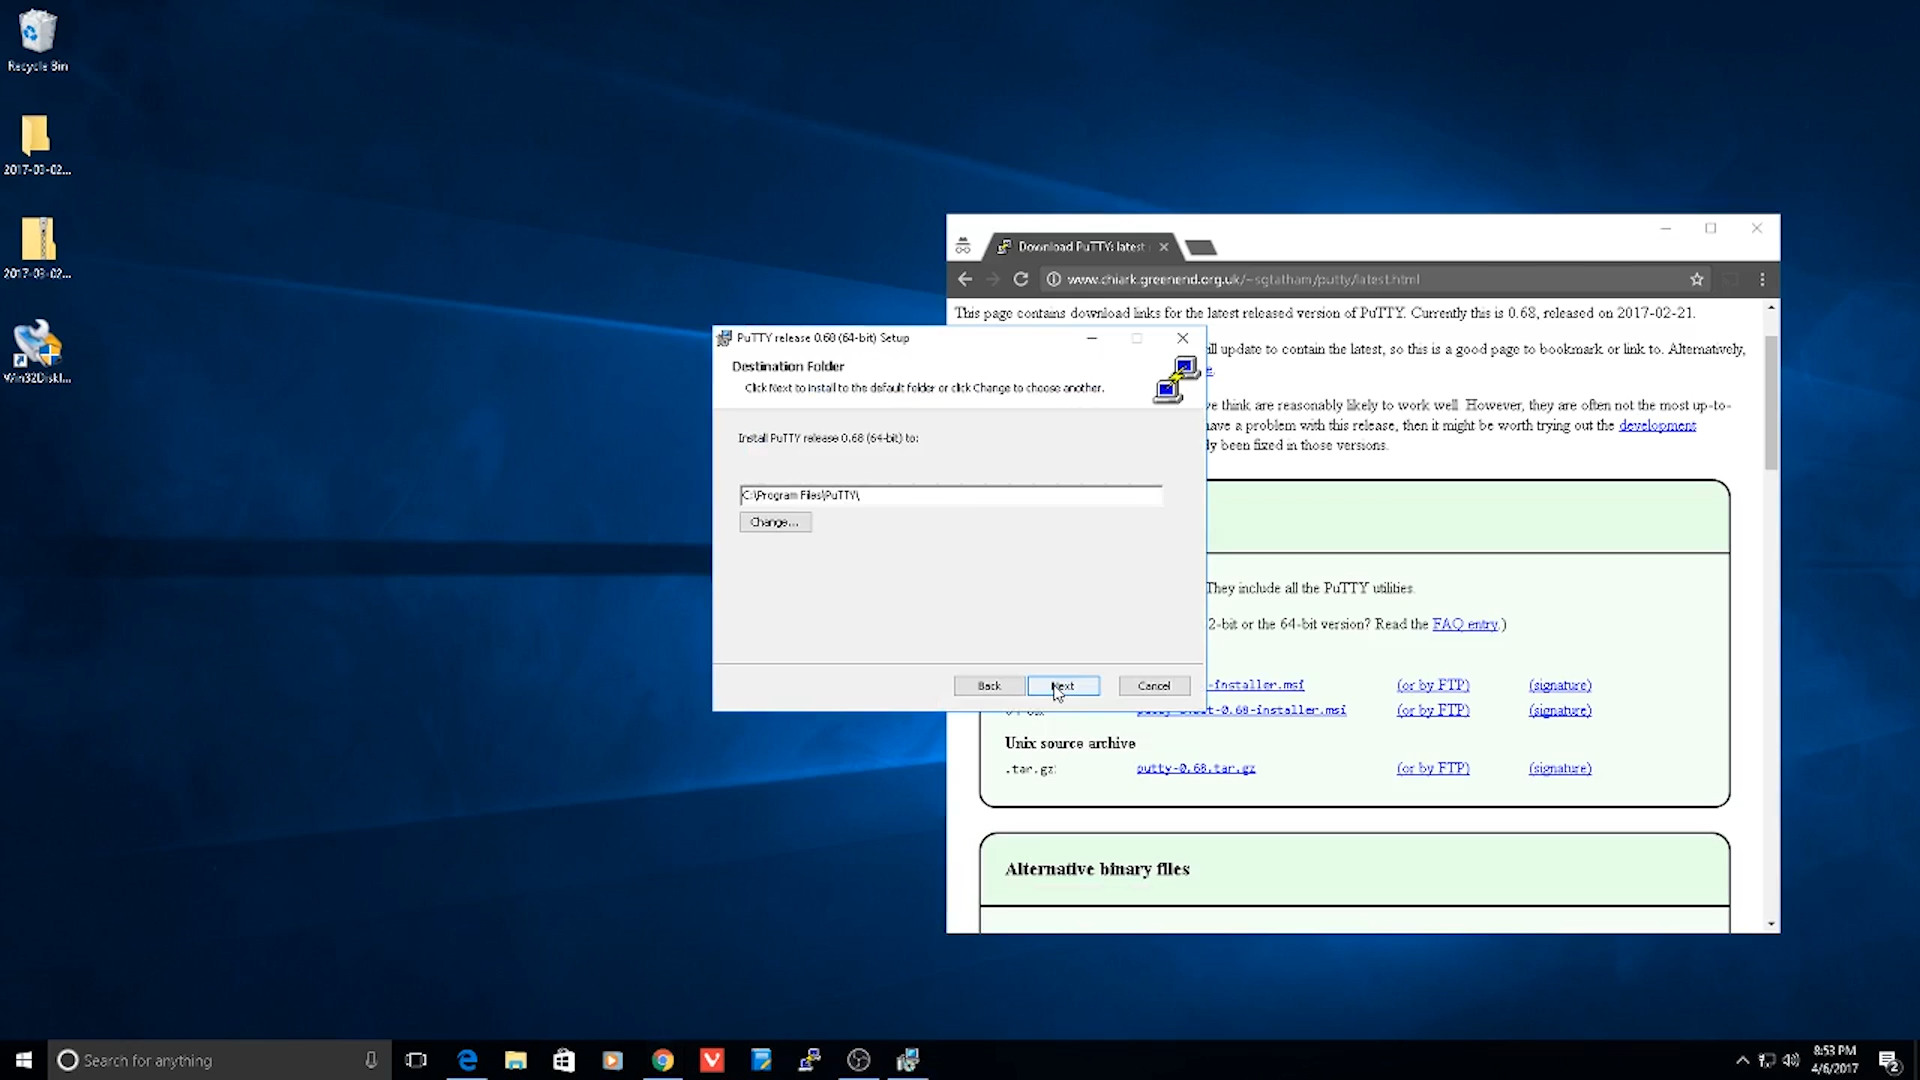 Recycle Bin
2017-03-02...
2017-03-02...
Win32DiskI...
Download PuTTY: latest
www.chiark.greenend.org.uk/~sgtatham/putty/latest.html
This page contains download links for the latest released version of PuTTY. Currently this is 0.68, released on 2017-02-21.
ill update to contain the latest, so this is a good page to bookmark or link to. Alternatively,
ve think are reasonably likely to work well. However, they are often not the most up-to-
have a problem with this release, then it might be worth trying out the development
ly been fixed in those versions.
They include all the PuTTY utilities.
2-bit or the 64-bit version? Read the FAQ entry.)
-installer.msi (or by FTP) (signature)
-0.68-installer.msi (or by FTP) (signature)
Unix source archive
.tar.gz: putty-0.68.tar.gz (or by FTP) (signature)
Alternative binary files
PuTTY release 0.68 (64-bit) Setup
Destination Folder
Click Next to install to the default folder or click Change to choose another.
Install PuTTY release 0.68 (64-bit) to:
C:\Program Files\PuTTY\
Change...
Back Next Cancel
Search for anything
8:53 PM
4/6/2017
2